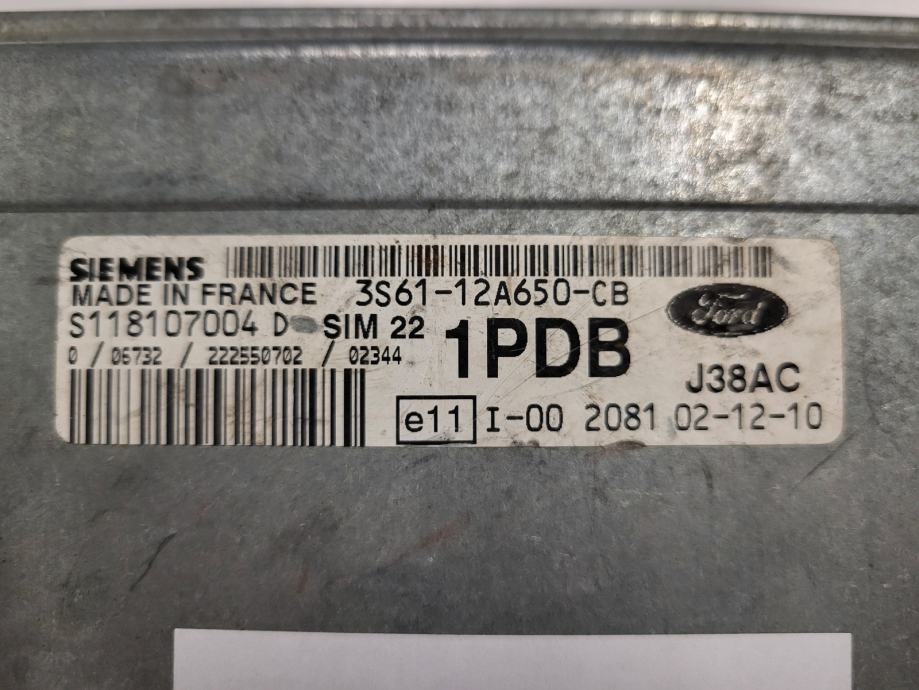 SIEMENS
MADE IN FRANCE 3S61-12A650-CB
S118107004 D SIM 22
0 / 06732 / 222550702 / 02344
1PDB
Ford
J38AC
e11 I-00 2081 02-12-10